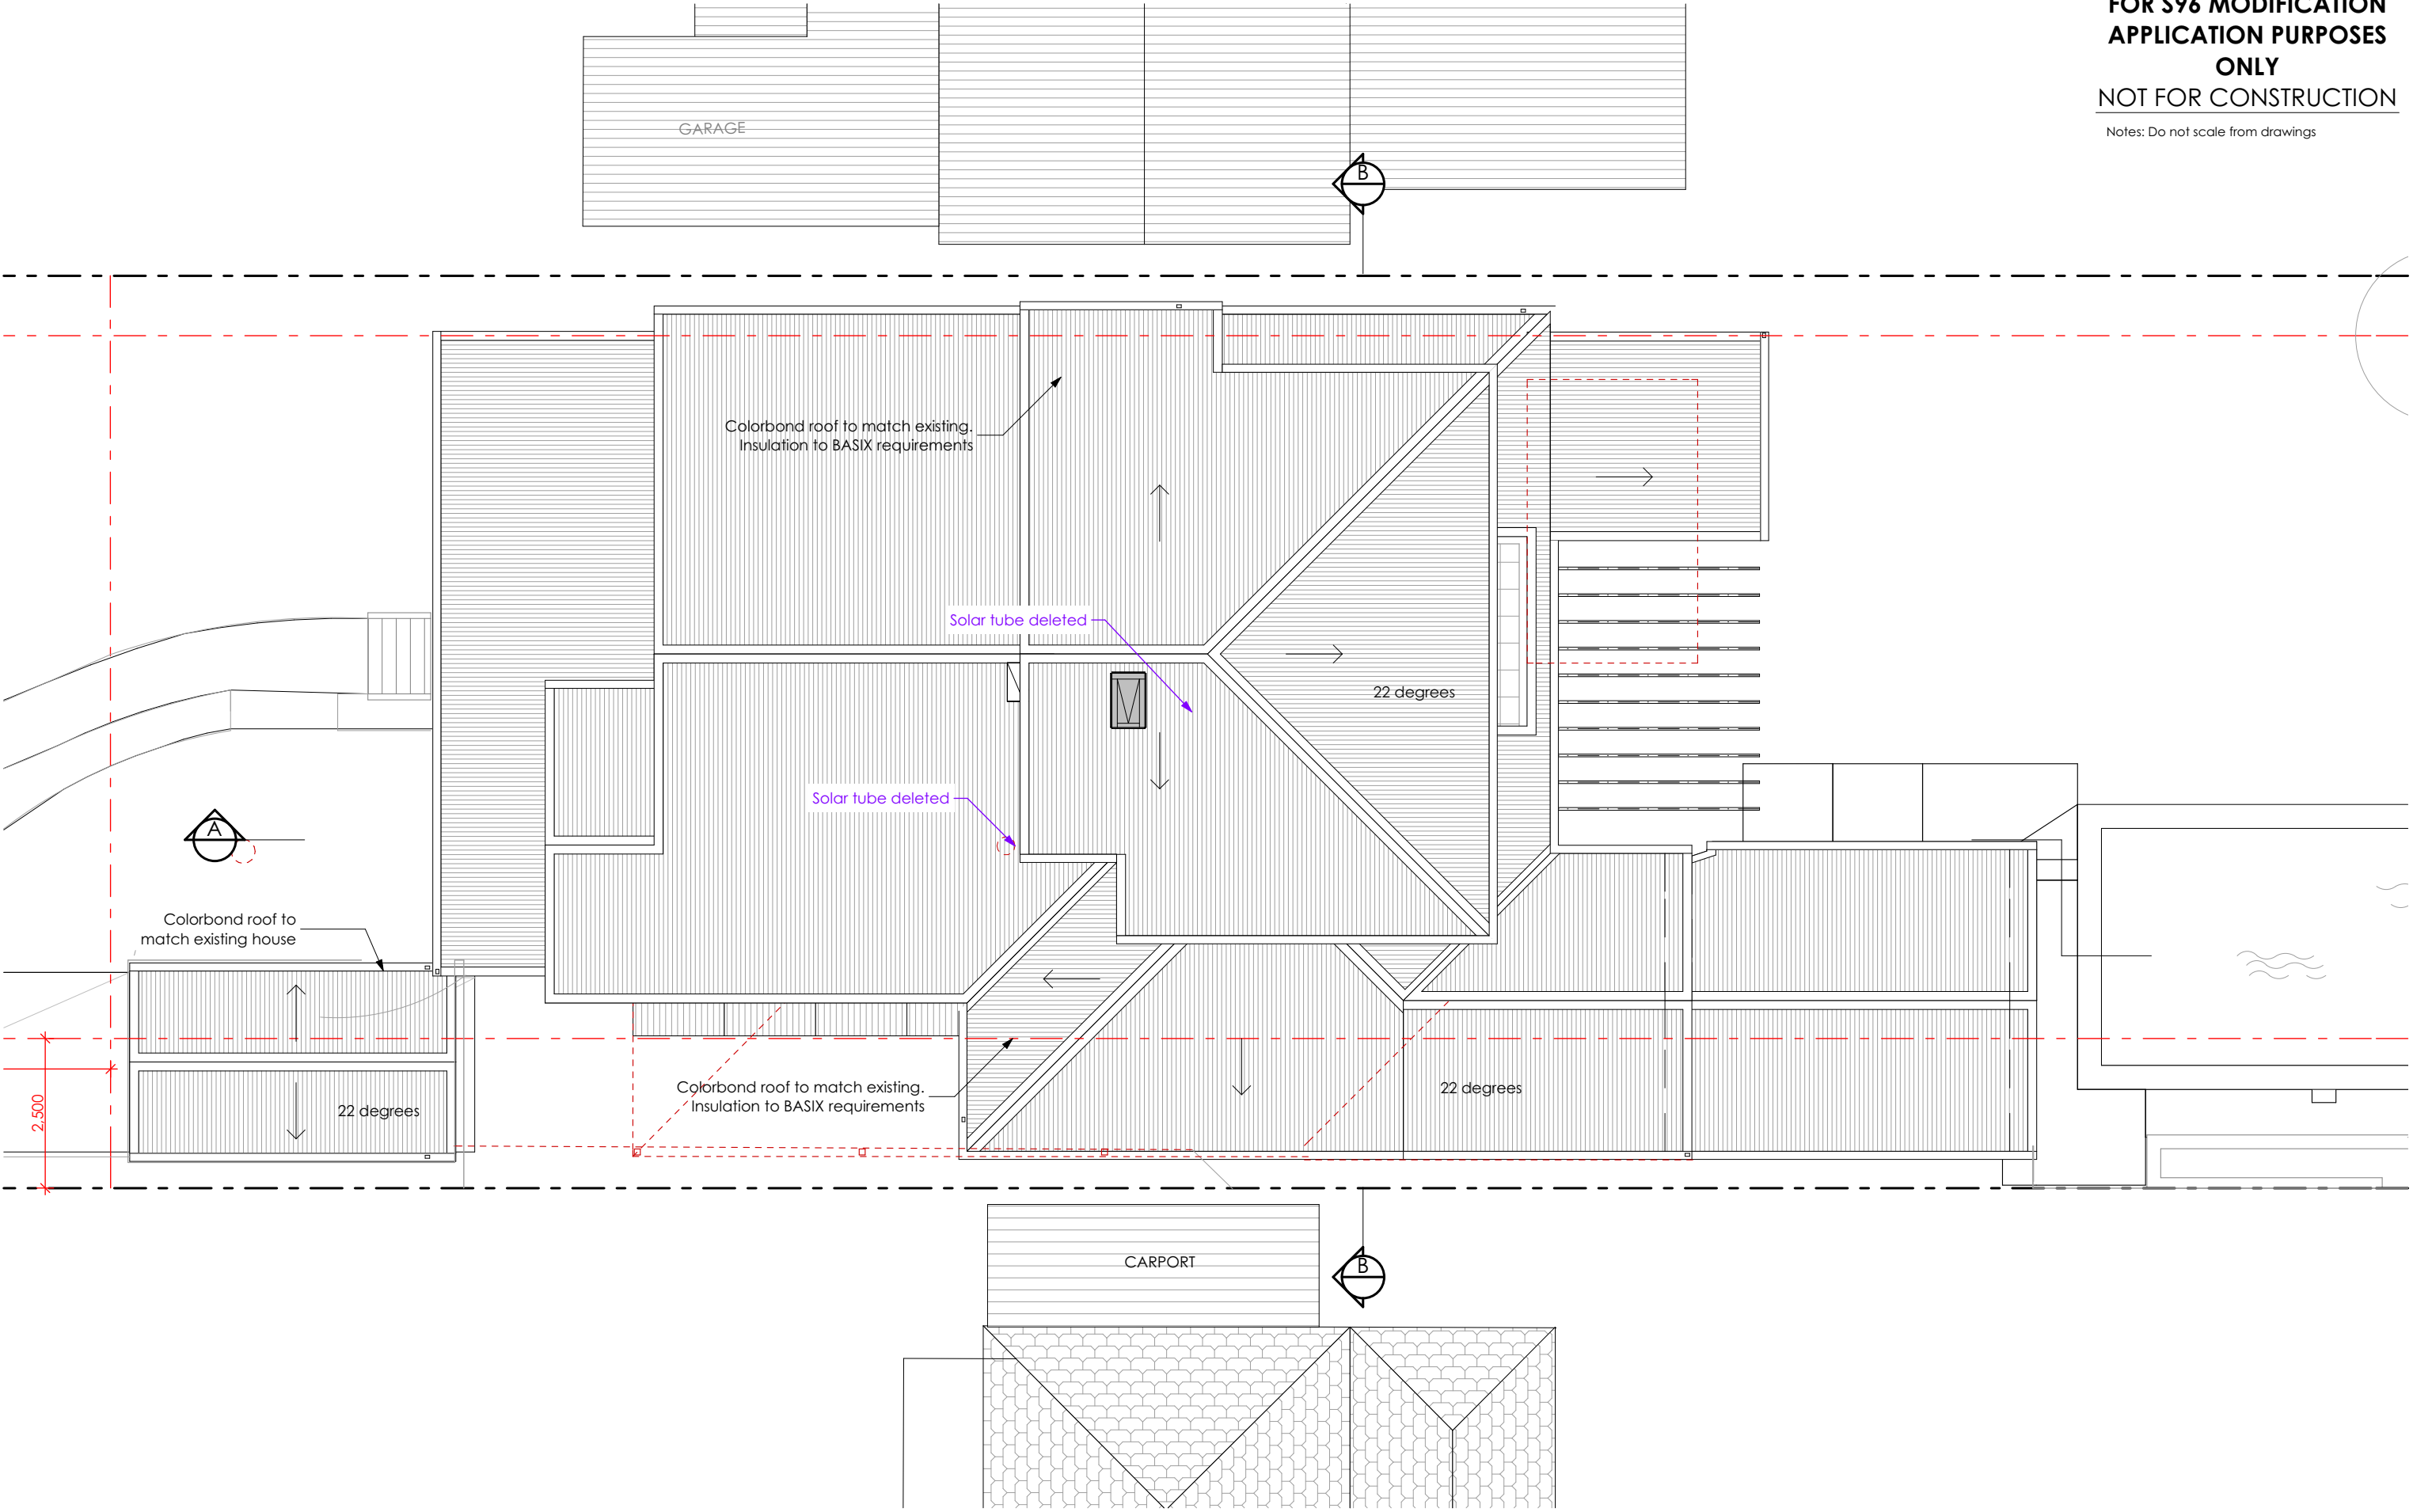 FOR S96 MODIFICATION
APPLICATION PURPOSES
ONLY
NOT FOR CONSTRUCTION
Notes: Do not scale from drawings
GARAGE
B
Colorbond roof to match existing.
Insulation to BASIX requirements
Solar tube deleted
22 degrees
Solar tube deleted
A
Colorbond roof to
match existing house
Colorbond roof to match existing.
Insulation to BASIX requirements
22 degrees
22 degrees
2,500
CARPORT
B